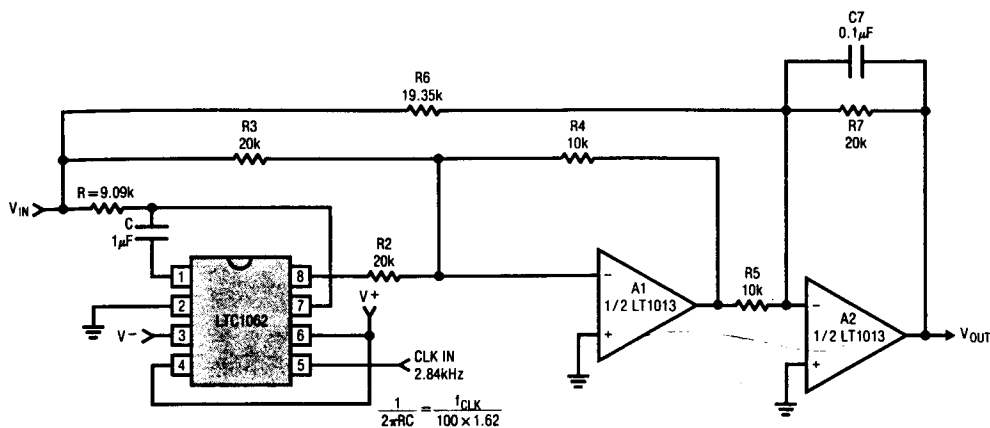 C7
0.1µF
R6
19.35k
R3
20k
R4
10k
R7
20k
R=9.09k
VIN
C
1µF
R2
20k
1
8
2
7
LTC1062
3
6
4
5
V−
V+
CLK IN
2.84kHz
−
A1
1/2 LT1013
+
R5
10k
−
A2
1/2 LT1013
+
VOUT
1/2πRC = fCLK/100 × 1.62